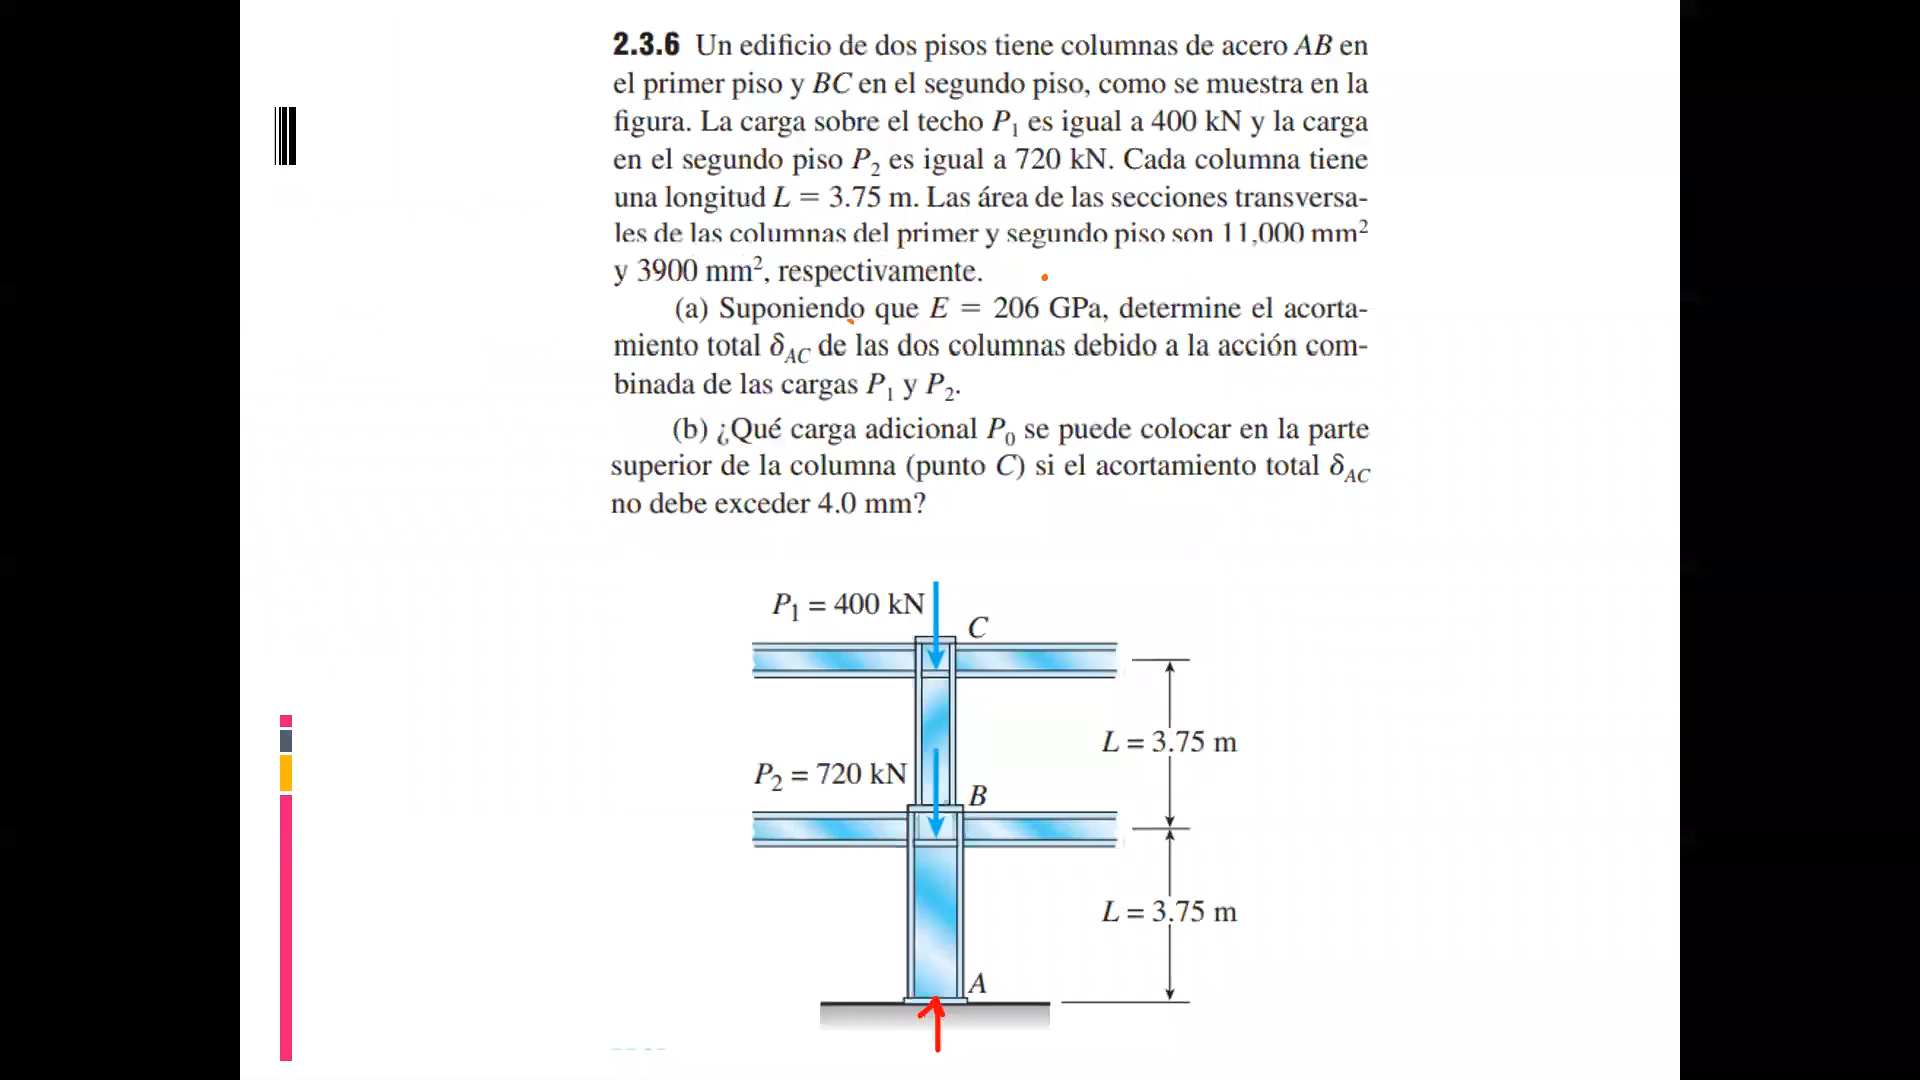 2.3.6 Un edificio de dos pisos tiene columnas de acero AB en
el primer piso y BC en el segundo piso, como se muestra en la
figura. La carga sobre el techo P₁ es igual a 400 kN y la carga
en el segundo piso P₂ es igual a 720 kN. Cada columna tiene
una longitud L = 3.75 m. Las área de las secciones transversa-
les de las columnas del primer y segundo piso son 11,000 mm²
y 3900 mm², respectivamente.
(a) Suponiendo que E = 206 GPa, determine el acorta-
miento total δAC de las dos columnas debido a la acción com-
binada de las cargas P₁ y P₂.
(b) ¿Qué carga adicional P₀ se puede colocar en la parte
superior de la columna (punto C) si el acortamiento total δAC
no debe exceder 4.0 mm?
P₁ = 400 kN
C
L = 3.75 m
P₂ = 720 kN
B
L = 3.75 m
A